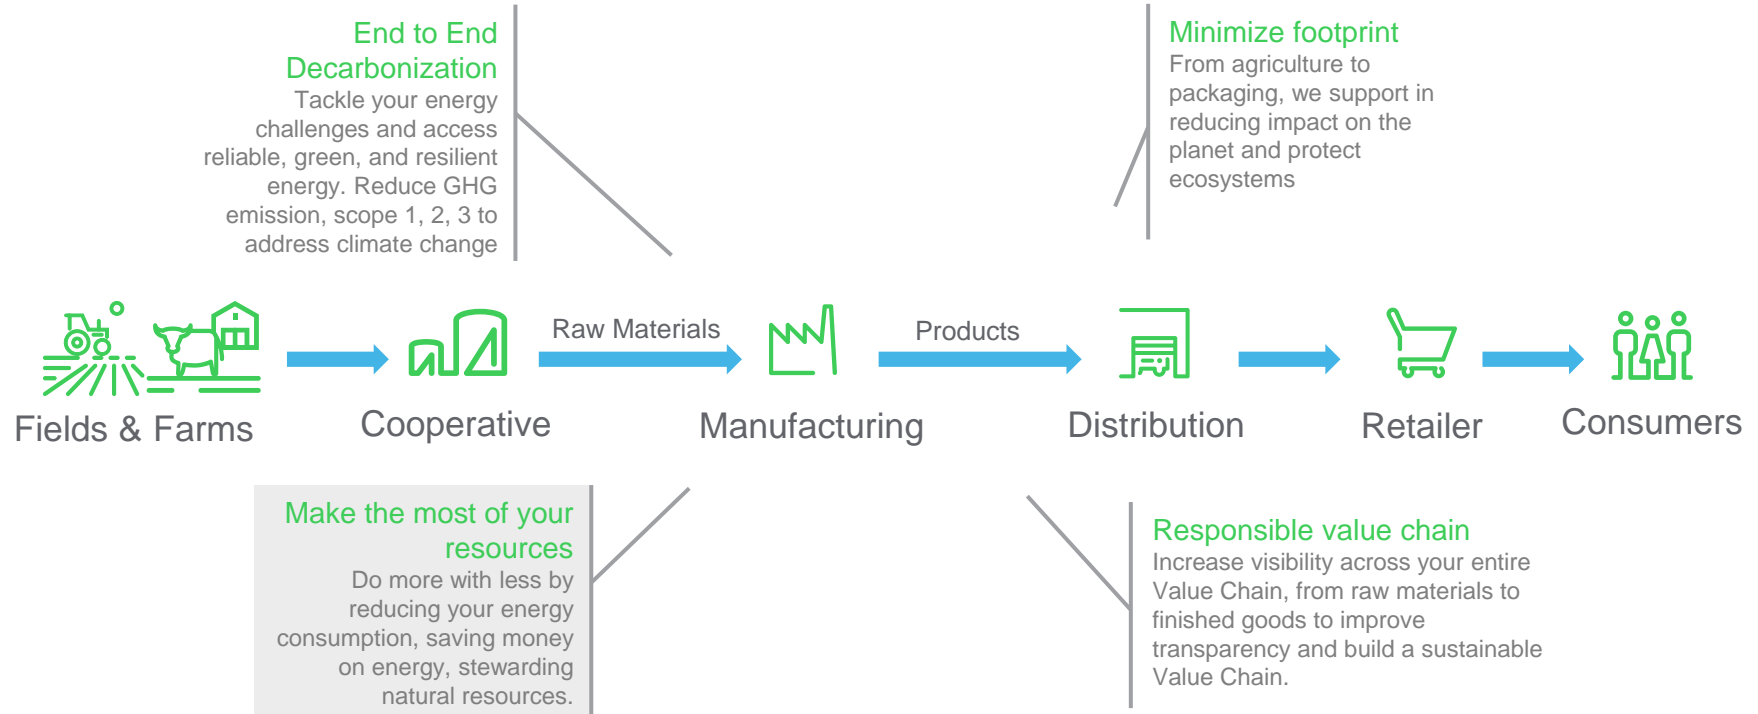 End to End
Decarbonization
Tackle your energy
challenges and access
reliable, green, and resilient
energy. Reduce GHG
emission, scope 1, 2, 3 to
address climate change
Minimize footprint
From agriculture to
packaging, we support in
reducing impact on the
planet and protect
ecosystems
Raw Materials
Products
Fields & Farms
Cooperative
Manufacturing
Distribution
Retailer
Consumers
Make the most of your
resources
Do more with less by
reducing your energy
consumption, saving money
on energy, stewarding
natural resources.
Responsible value chain
Increase visibility across your entire
Value Chain, from raw materials to
finished goods to improve
transparency and build a sustainable
Value Chain.